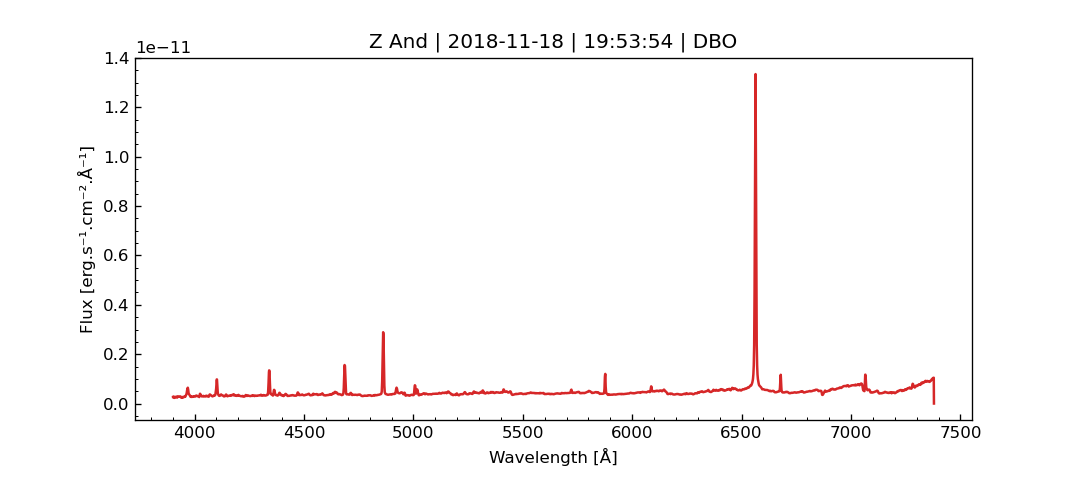 Z And | 2018-11-18 | 19:53:54 | DBO
1e−11
1.4
1.2
1.0
0.8
0.6
0.4
0.2
0.0
Flux [erg.s⁻¹.cm⁻².Å⁻¹]
4000 4500 5000 5500 6000 6500 7000 7500
Wavelength [Å]